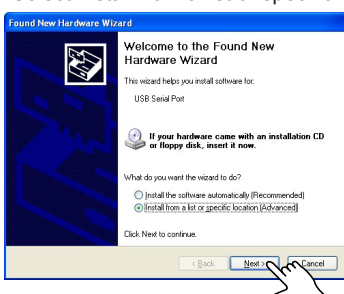 Found New Hardware Wizard
Welcome to the Found New
Hardware Wizard
This wizard helps you install software for:
USB Serial Port
If your hardware came with an installation CD
or floppy disk, insert it now.
What do you want the wizard to do?
Install the software automatically (Recommended)
Install from a list or specific location (Advanced)
Click Next to continue.
< Back
Next >
Cancel